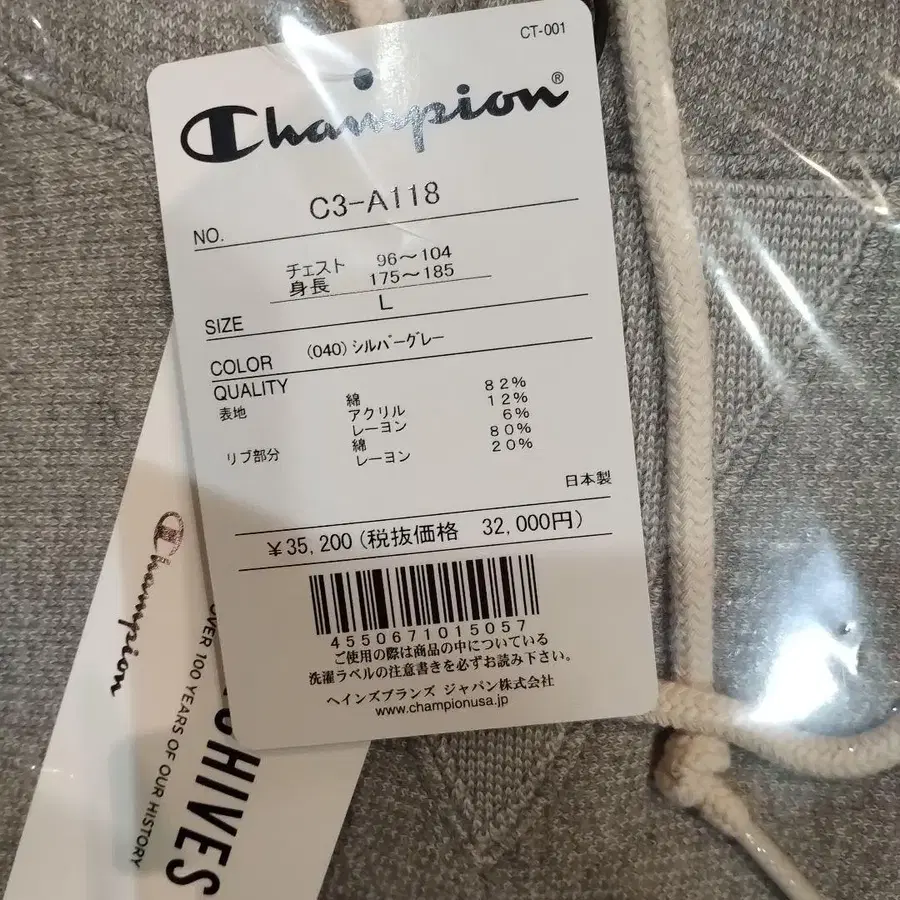 CT-001
Champion®
NO. C3-A118
チェスト 96～104
身長 175～185
SIZE L
COLOR (040)シルバーグレー
QUALITY
表地 綿 82%
アクリル 12%
レーヨン 6%
リブ部分 綿 80%
レーヨン 20%
日本製
¥35,200(税抜価格 32,000円)
4550671015057
ご使用の際は商品の中についている
洗濯ラベルの注意書きを必ずお読み下さい。
ヘインズブランズ ジャパン株式会社
www.championusa.jp
Champion
OVER 100 YEARS OF OUR HISTORY
HIVES